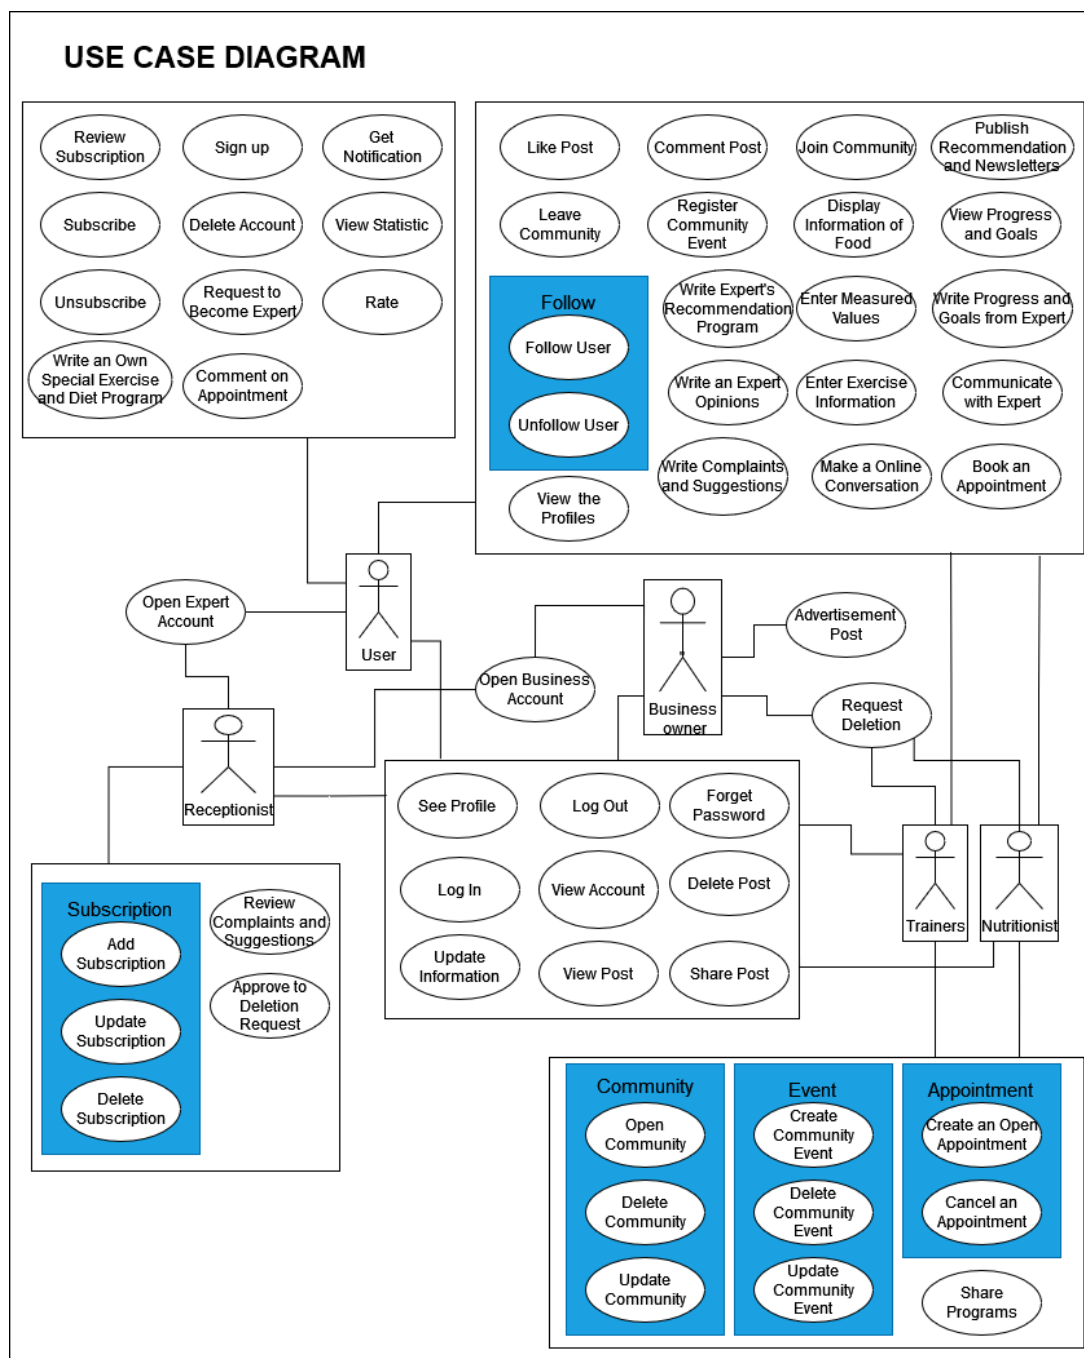 USE CASE DIAGRAM
Review
Subscription
Sign up
Get
Notification
Subscribe
Delete Account
View Statistic
Unsubscribe
Request to
Become Expert
Rate
Write an Own
Special Exercise
and Diet Program
Comment on
Appointment
Like Post
Comment Post
Join Community
Publish
Recommendation
and Newsletters
Leave
Community
Register
Community
Event
Display
Information of
Food
View Progress
and Goals
Follow
Follow User
Unfollow User
Write Expert's
Recommendation
Program
Enter Measured
Values
Write Progress and
Goals from Expert
Write an Expert
Opinions
Enter Exercise
Information
Communicate
with Expert
Write Complaints
and Suggestions
Make a Online
Conversation
Book an
Appointment
View the
Profiles
Open Expert
Account
User
Open Business
Account
Business
owner
Advertisement
Post
Request
Deletion
Receptionist
See Profile
Log Out
Forget
Password
Log In
View Account
Delete Post
Update
Information
View Post
Share Post
Trainers
Nutritionist
Subscription
Add
Subscription
Update
Subscription
Delete
Subscription
Review
Complaints and
Suggestions
Approve to
Deletion
Request
Community
Open
Community
Delete
Community
Update
Community
Event
Create
Community
Event
Delete
Community
Event
Update
Community
Event
Appointment
Create an Open
Appointment
Cancel an
Appointment
Share
Programs